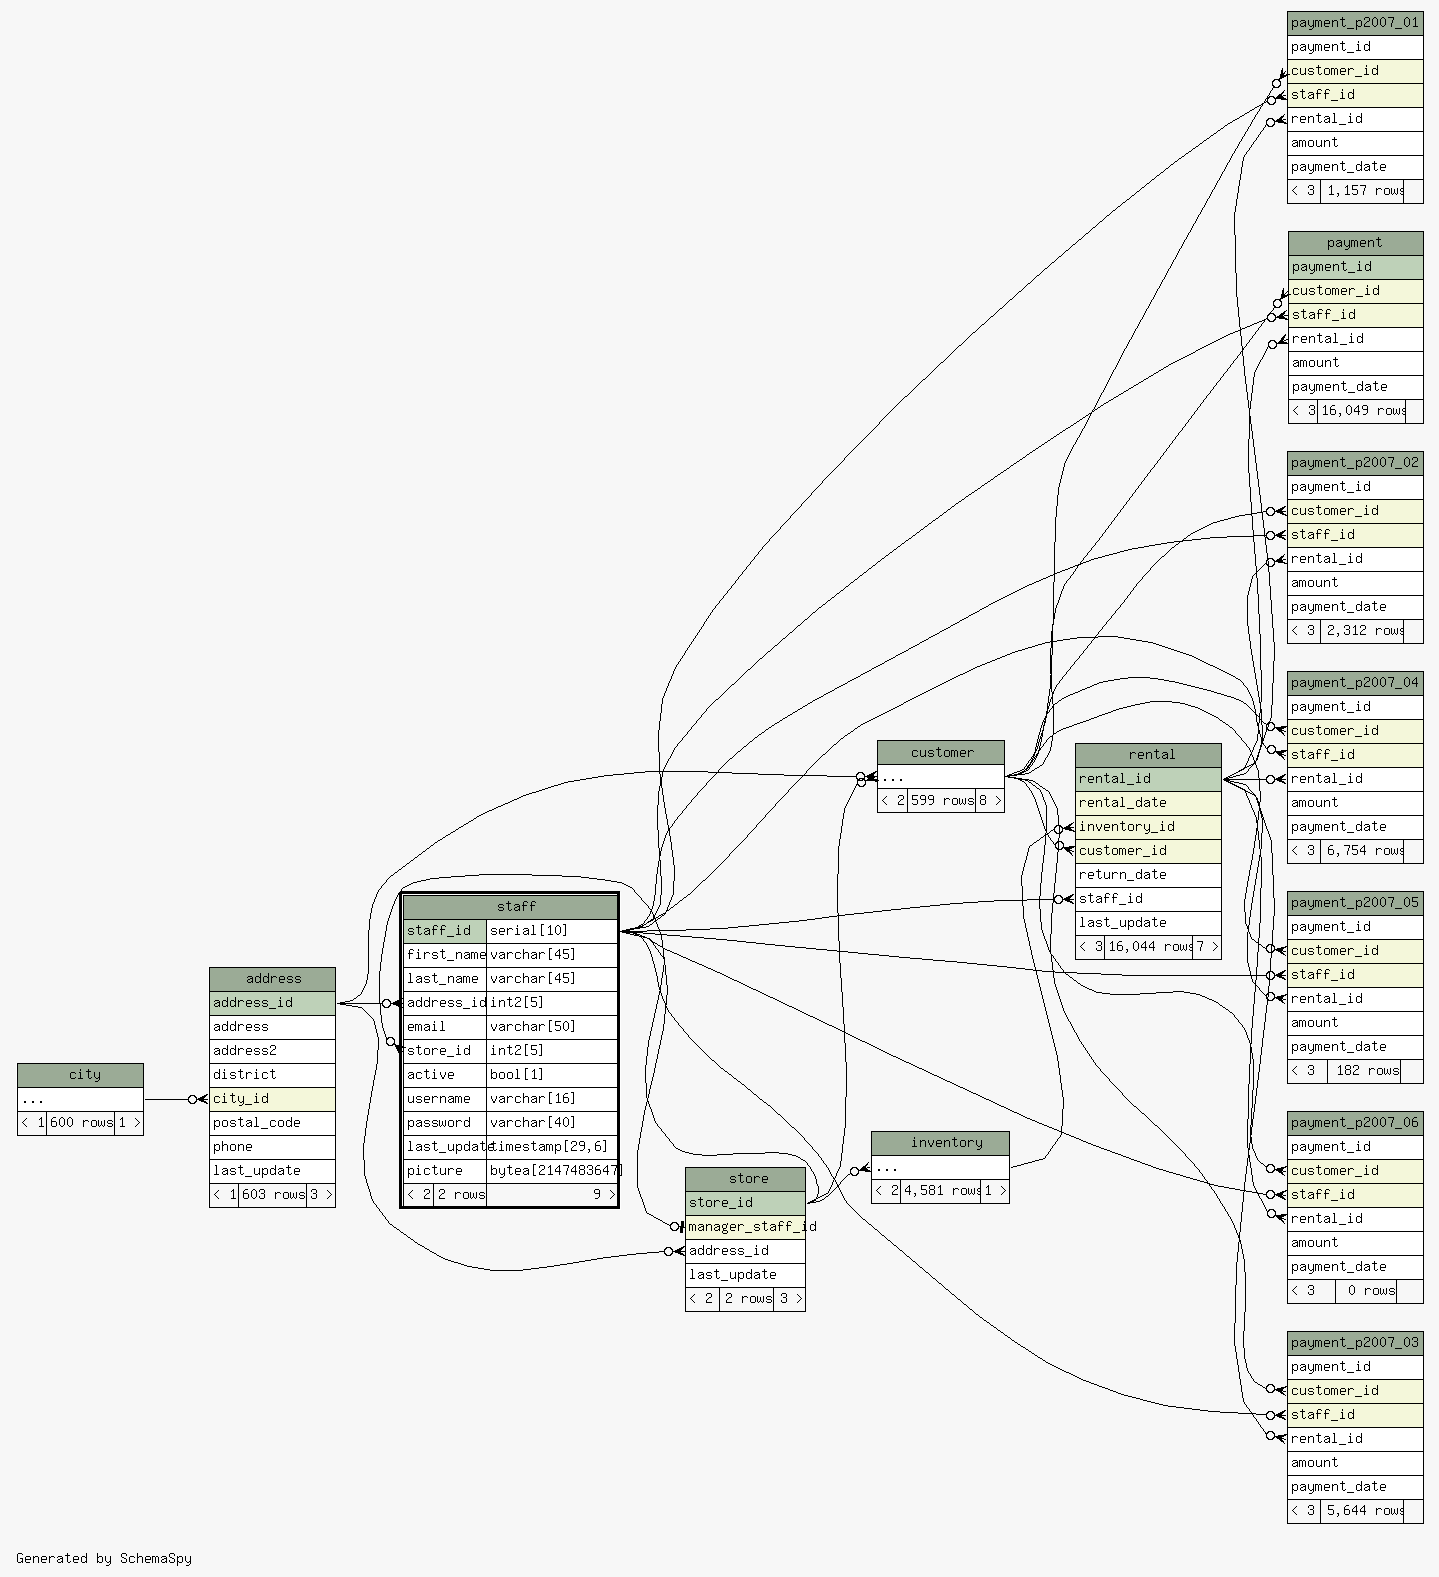 payment_p2007_01
payment_id
customer_id
staff_id
rental_id
amount
payment_date
< 3 1,157 rows
payment
payment_id
customer_id
staff_id
rental_id
amount
payment_date
< 3 16,049 rows
payment_p2007_02
payment_id
customer_id
staff_id
rental_id
amount
payment_date
< 3 2,312 rows
payment_p2007_04
payment_id
customer_id
staff_id
rental_id
amount
payment_date
< 3 6,754 rows
customer
...
< 2 599 rows 8 >
rental
rental_id
rental_date
inventory_id
customer_id
return_date
staff_id
last_update
< 3 16,044 rows 7 >
staff
staff_id serial[10]
first_name varchar[45]
last_name varchar[45]
address_id int2[5]
email varchar[50]
store_id int2[5]
active bool[1]
username varchar[16]
password varchar[40]
last_update timestamp[29,6]
picture bytea[2147483647]
< 2 2 rows 9 >
address
address_id
address
address2
district
city_id
postal_code
phone
last_update
< 1 603 rows 3 >
city
...
< 1 600 rows 1 >
payment_p2007_05
payment_id
customer_id
staff_id
rental_id
amount
payment_date
< 3 182 rows
inventory
...
< 2 4,581 rows 1 >
store
store_id
manager_staff_id
address_id
last_update
< 2 2 rows 3 >
payment_p2007_06
payment_id
customer_id
staff_id
rental_id
amount
payment_date
< 3 0 rows
payment_p2007_03
payment_id
customer_id
staff_id
rental_id
amount
payment_date
< 3 5,644 rows
Generated by SchemaSpy